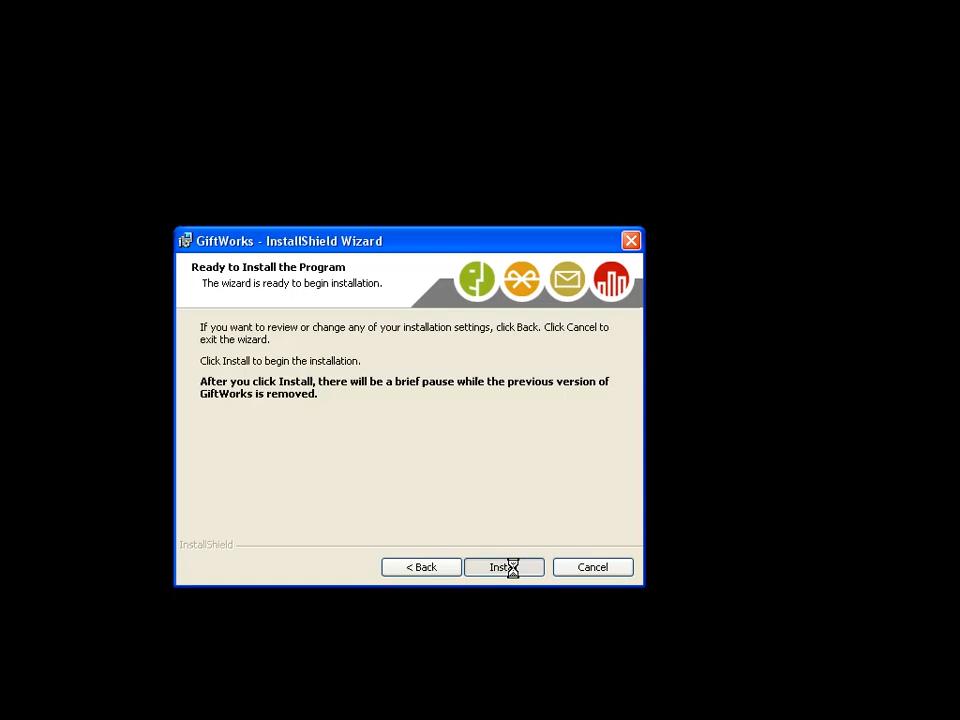 GiftWorks - InstallShield Wizard
Ready to Install the Program
The wizard is ready to begin installation.
If you want to review or change any of your installation settings, click Back. Click Cancel to
exit the wizard.
Click Install to begin the installation.
After you click Install, there will be a brief pause while the previous version of
GiftWorks is removed.
InstallShield
< Back
Cancel